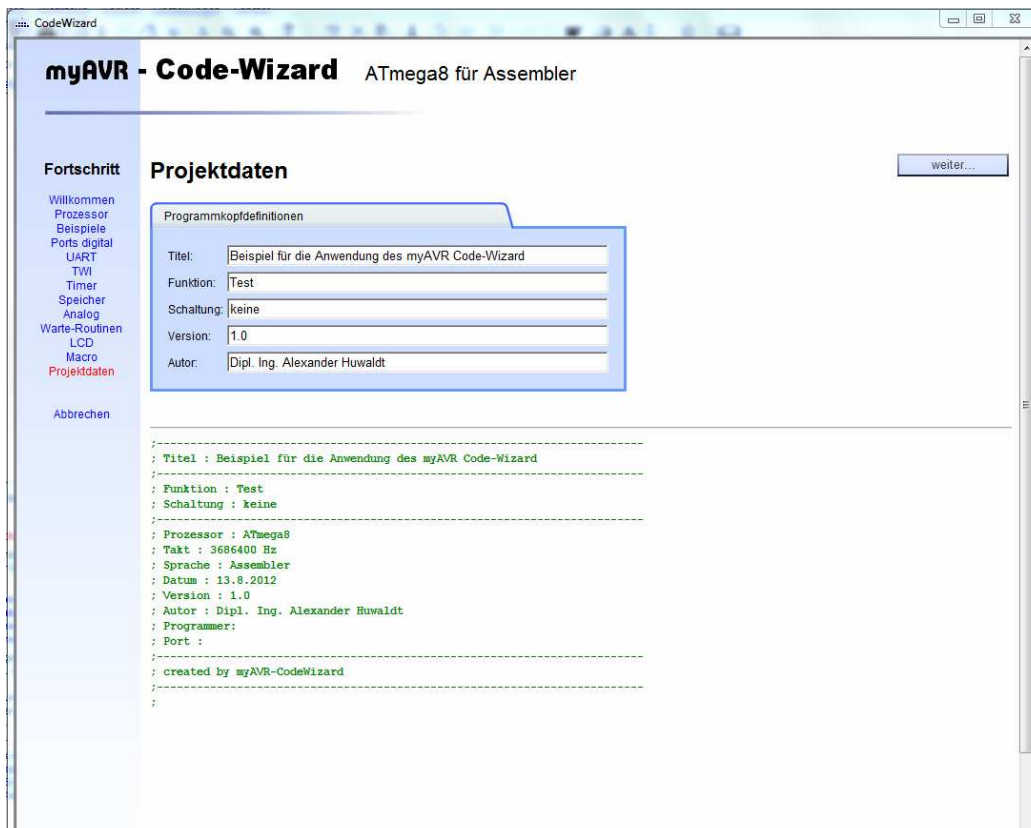 CodeWizard
myAVR - Code-Wizard ATmega8 für Assembler
Fortschritt
Willkommen
Prozessor
Beispiele
Ports digital
UART
TWI
Timer
Speicher
Analog
Warte-Routinen
LCD
Macro
Projektdaten
Abbrechen
Projektdaten
weiter...
Programmkopfdefinitionen
Titel: Beispiel für die Anwendung des myAVR Code-Wizard
Funktion: Test
Schaltung: keine
Version: 1.0
Autor: Dipl. Ing. Alexander Huwaldt
;--------------------------------------------------------------------------
; Titel : Beispiel für die Anwendung des myAVR Code-Wizard
;--------------------------------------------------------------------------
; Funktion : Test
; Schaltung : keine
;--------------------------------------------------------------------------
; Prozessor : ATmega8
; Takt : 3686400 Hz
; Sprache : Assembler
; Datum : 13.8.2012
; Version : 1.0
; Autor : Dipl. Ing. Alexander Huwaldt
; Programmer:
; Port :
;--------------------------------------------------------------------------
; created by myAVR-CodeWizard
;--------------------------------------------------------------------------
;